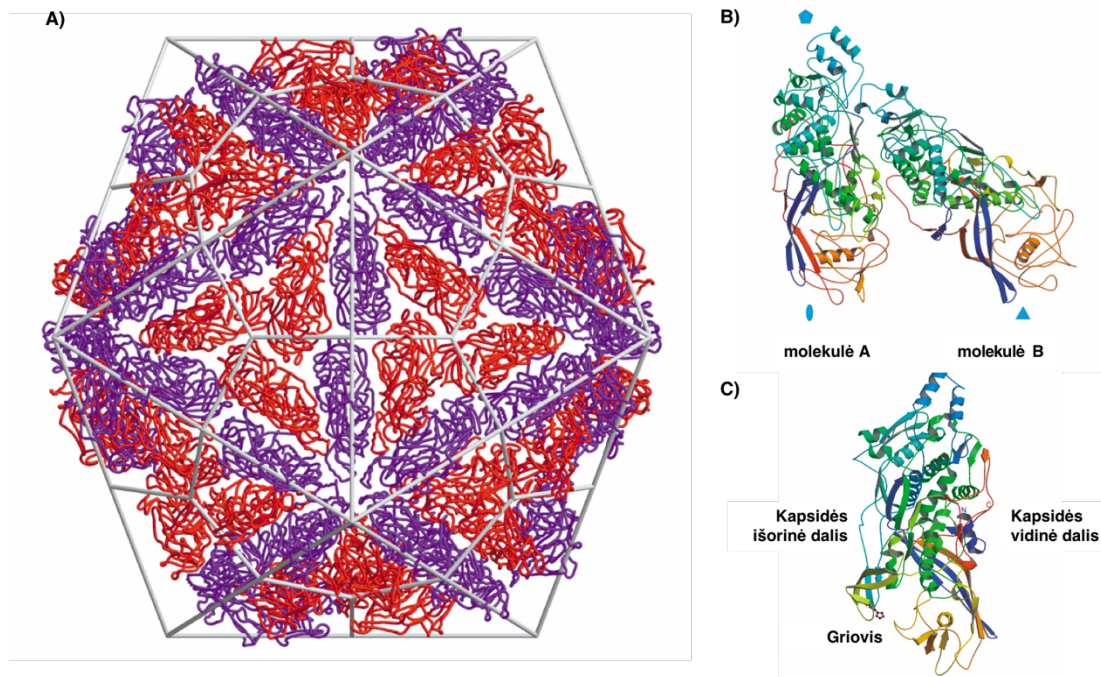 A)
B)
molekulė A
molekulė B
C)
Kapsidės
išorinė dalis
Kapsidės
vidinė dalis
N
Griovis